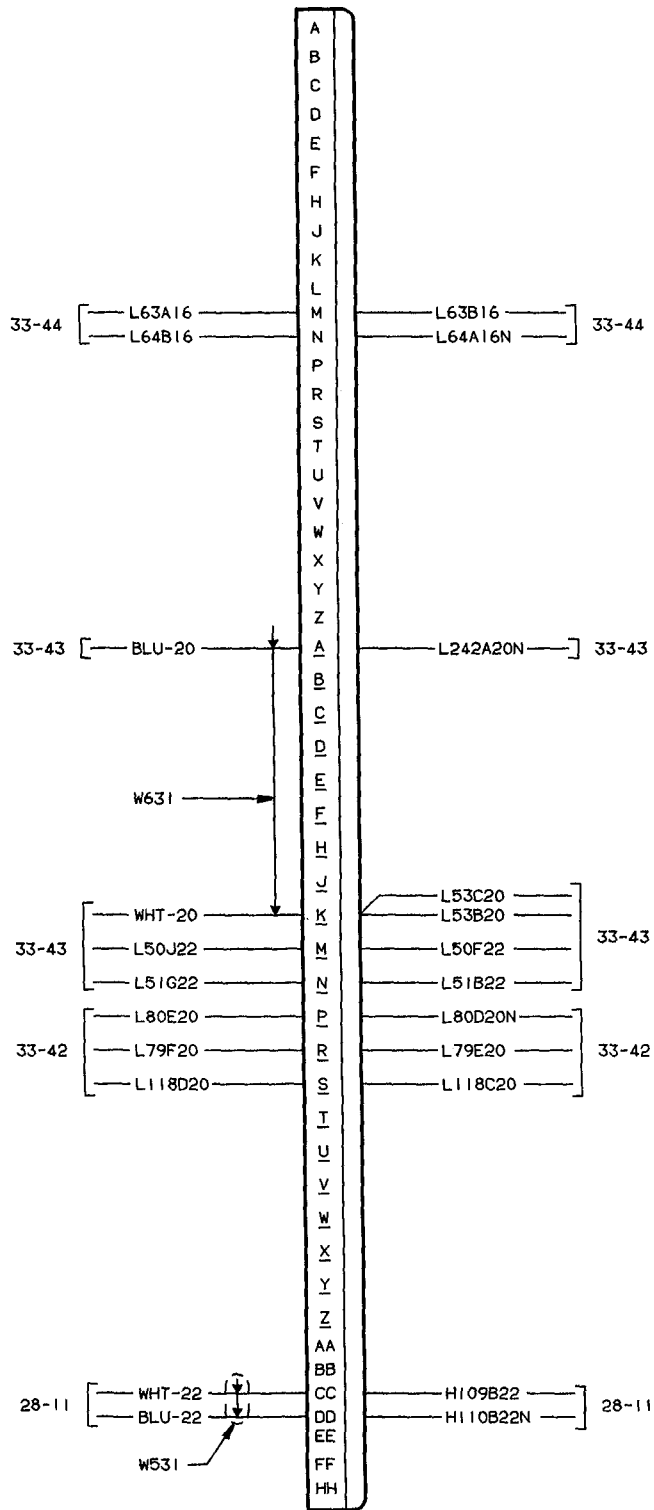 A
B
C
D
E
F
H
J
K
L
33-44 L63A16 M L63B16 33-44
L64B16 N L64A16N
P
R
S
T
U
V
W
X
Y
Z
33-43 BLU-20 A L242A20N 33-43
B
C
D
E
W631
F
H
J
L53C20
WHT-20 K L53B20
33-43 L50J22 M L50F22 33-43
L51G22 N L51B22
L80E20 P L80D20N
33-42 L79F20 R L79E20 33-42
L118D20 S L118C20
T
U
V
W
X
Y
Z
AA
BB
28-11 WHT-22 CC H109B22 28-11
BLU-22 DD H110B22N
EE
W531
FF
HH